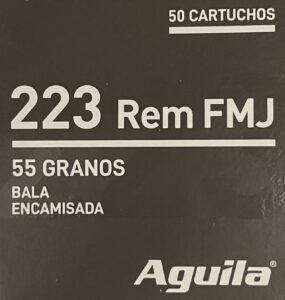 50 CARTUCHOS
223 Rem FMJ
55 GRANOS
BALA
ENCAMISADA
Aguila®